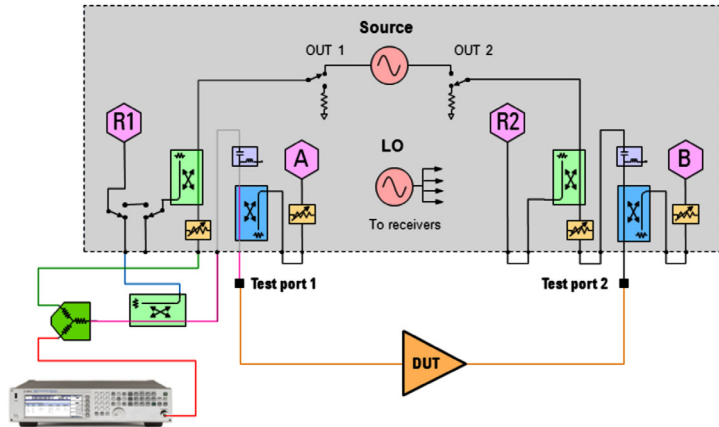 Source
OUT 1
OUT 2
R1
R2
A
LO
B
To receivers
Test port 1
Test port 2
DUT